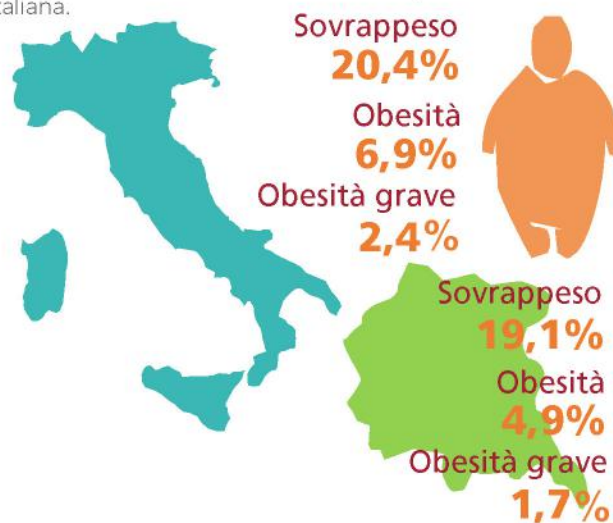 taliana.
Sovrappeso
20,4%
Obesità
6,9%
Obesità grave
2,4%
Sovrappeso
19,1%
Obesità
4,9%
Obesità grave
1,7%